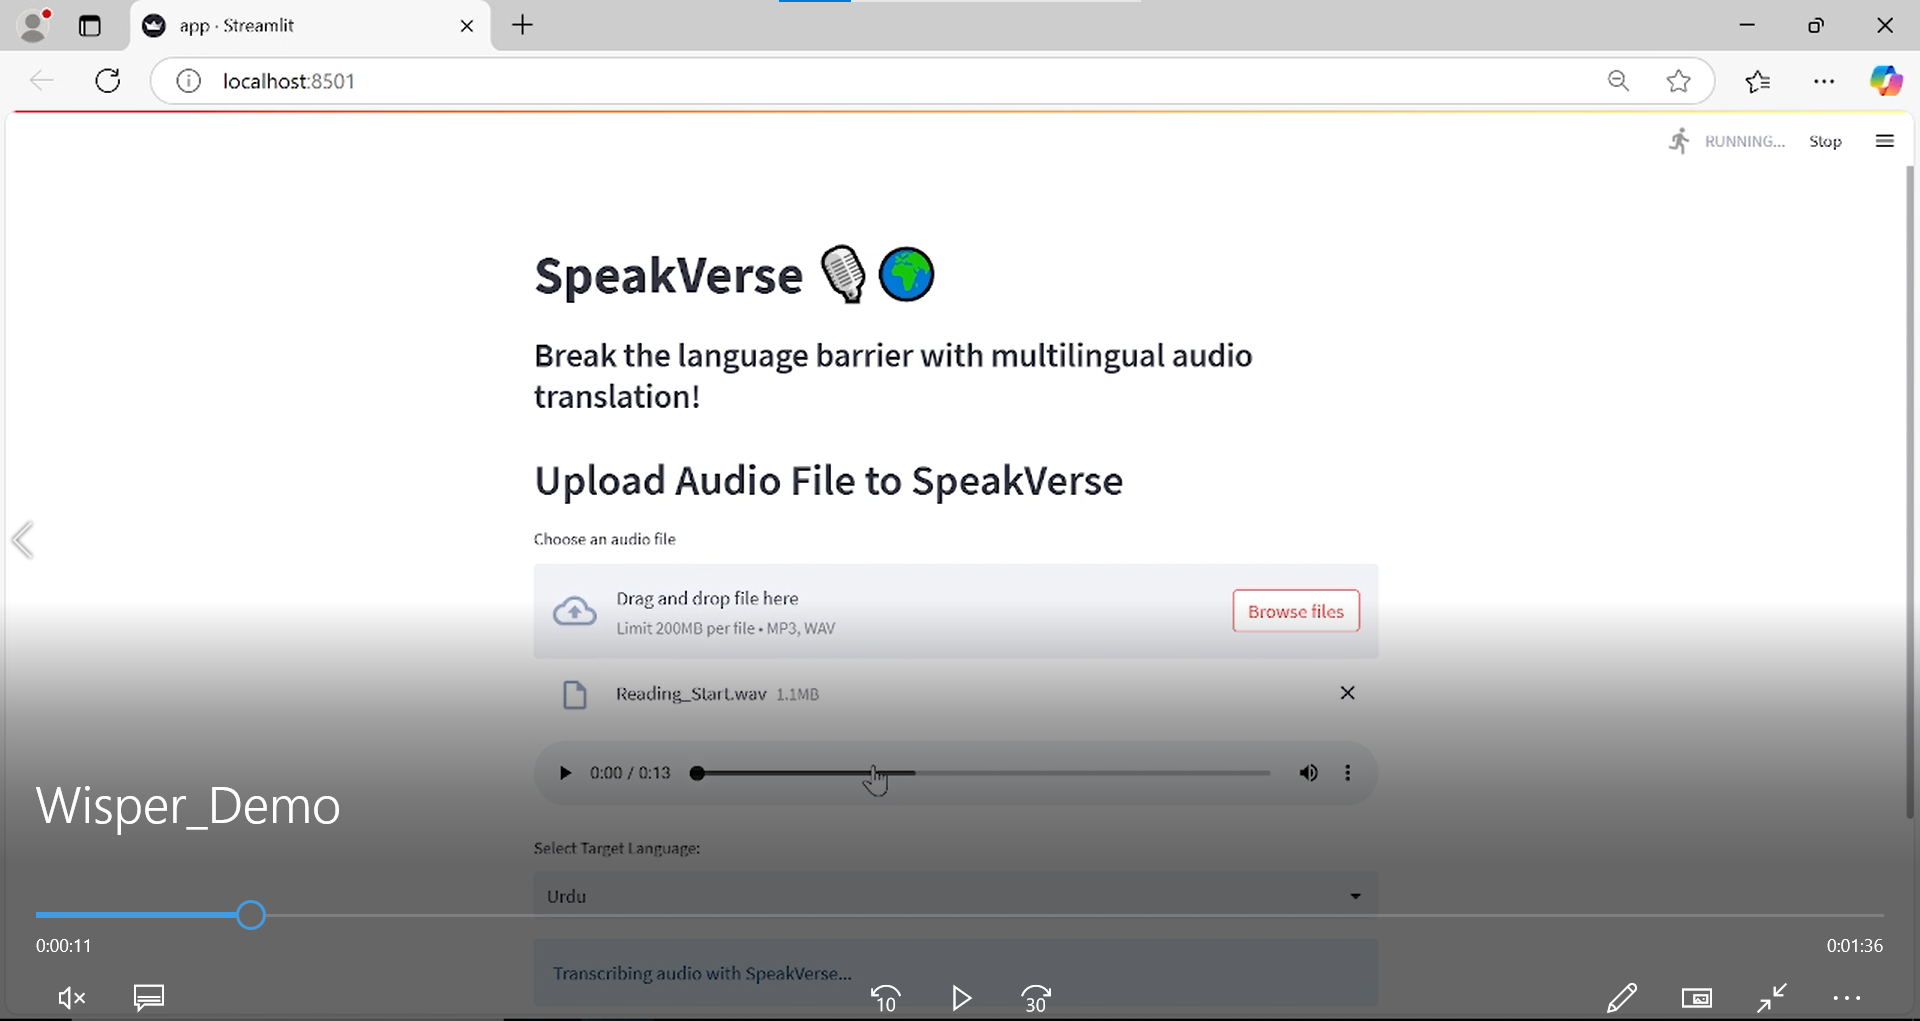 app · Streamlit
localhost:8501
RUNNING... Stop
SpeakVerse
Break the language barrier with multilingual audio
translation!
Upload Audio File to SpeakVerse
Choose an audio file
Drag and drop file here
Limit 200MB per file • MP3, WAV
Browse files
Reading_Start.wav 1.1MB
0:00 / 0:13
Wisper_Demo
Select Target Language:
Urdu
0:00:11
0:01:36
Transcribing audio with SpeakVerse...
10
30